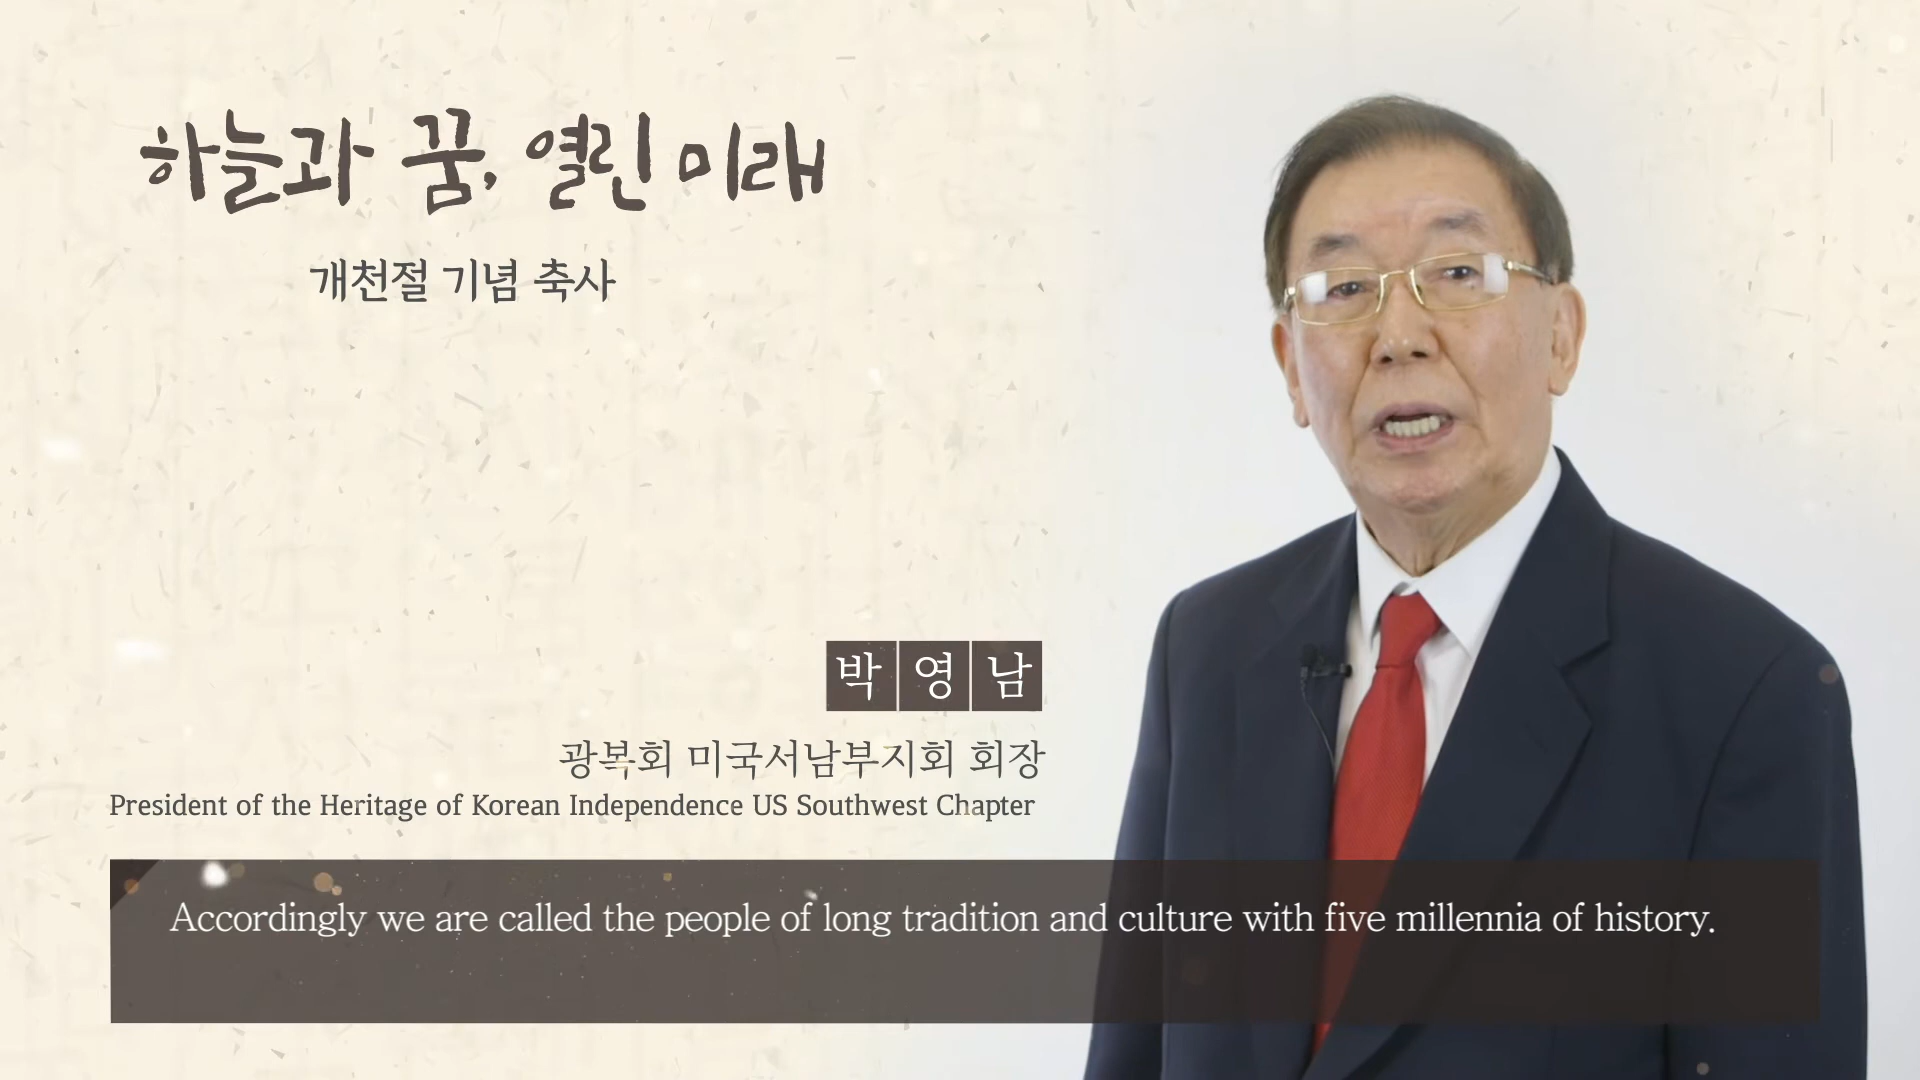 하늘과 꿈, 열린 미래
개천절 기념 축사
박영남
광복회 미국서남부지회 회장
President of the Heritage of Korean Independence US Southwest Chapter
Accordingly we are called the people of long tradition and culture with five millennia of history.